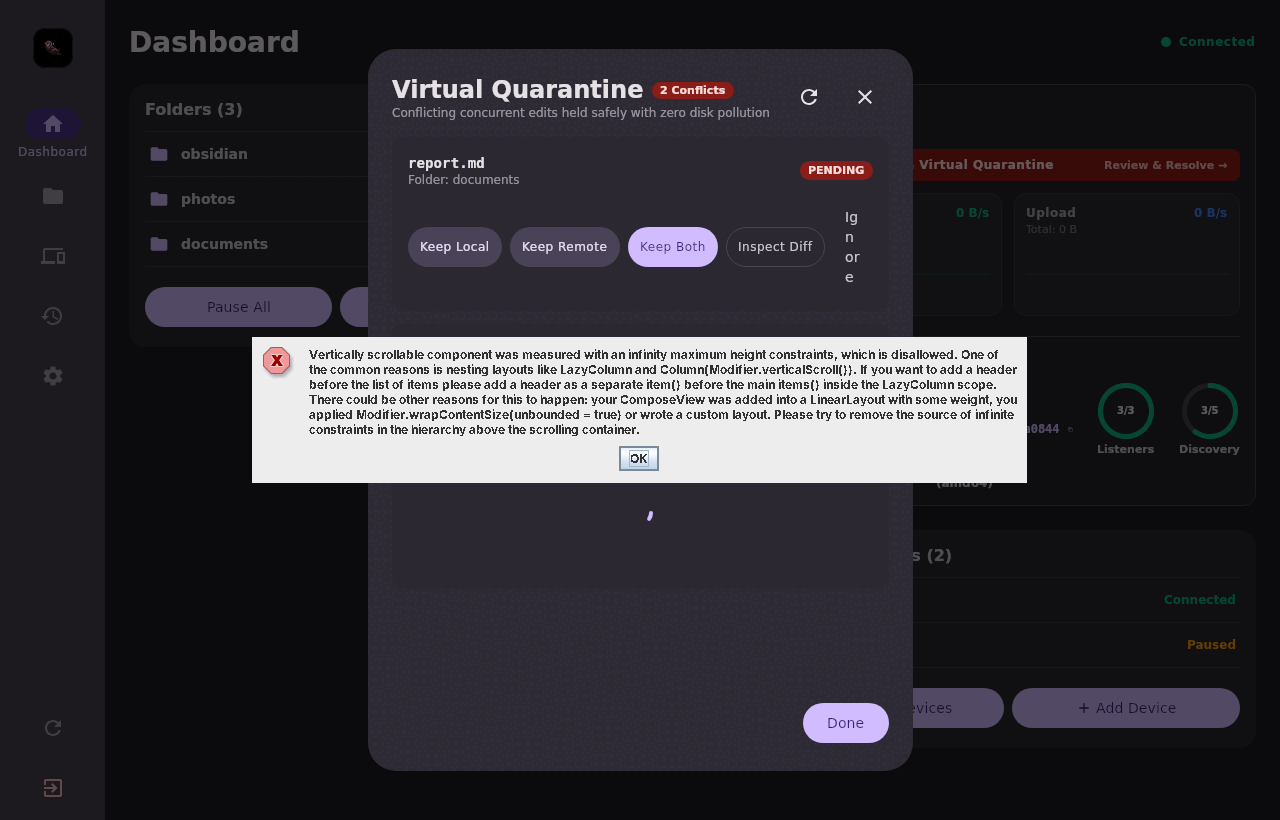 Dashboard
Connected
Dashboard
Folders (3)
obsidian
photos
documents
Pause All
Virtual Quarantine
2 Conflicts
Conflicting concurrent edits held safely with zero disk pollution
report.md
Folder: documents
PENDING
Keep Local
Keep Remote
Keep Both
Inspect Diff
Ig
n
or
e
Virtual Quarantine
Review & Resolve →
0 B/s
Upload
0 B/s
Total: 0 B
Vertically scrollable component was measured with an infinity maximum height constraints, which is disallowed. One of
the common reasons is nesting layouts like LazyColumn and Column(Modifier.verticalScroll()). If you want to add a header
before the list of items please add a header as a separate item() before the main items() inside the LazyColumn scope.
There could be other reasons for this to happen: your ComposeView was added into a LinearLayout with some weight, you
applied Modifier.wrapContentSize(unbounded = true) or wrote a custom layout. Please try to remove the source of infinite
constraints in the hierarchy above the scrolling container.
OK
3/3
3/5
a0844
Listeners
Discovery
s (2)
Connected
Paused
evices
+ Add Device
Done